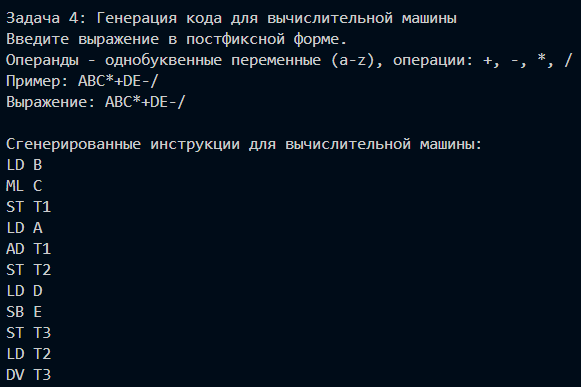 Задача 4: Генерация кода для вычислительной машины
Введите выражение в постфиксной форме.
Операнды - однобуквенные переменные (a-z), операции: +, -, *, /
Пример: ABC*+DE-/
Выражение: ABC*+DE-/

Сгенерированные инструкции для вычислительной машины:
LD B
ML C
ST T1
LD A
AD T1
ST T2
LD D
SB E
ST T3
LD T2
DV T3